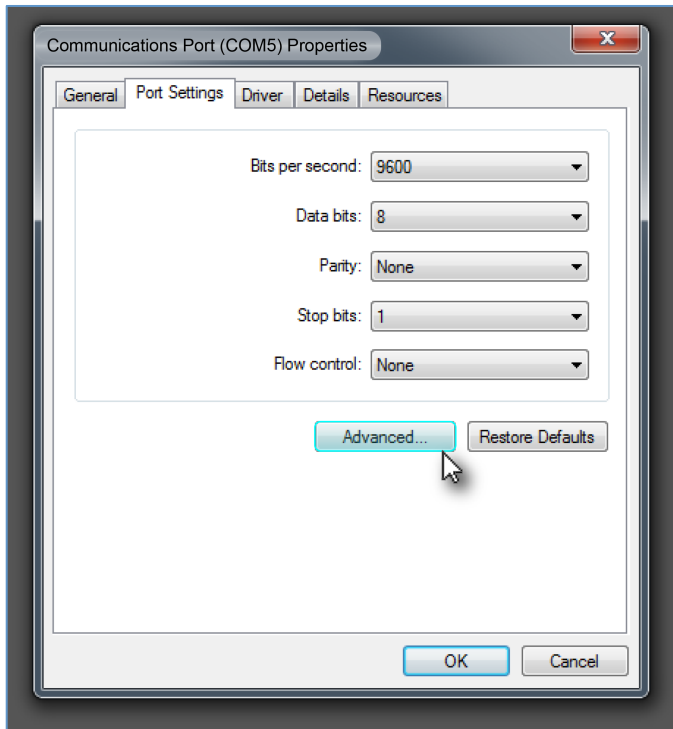 Communications Port (COM5) Properties
General Port Settings Driver Details Resources
Bits per second: 9600
Data bits: 8
Parity: None
Stop bits: 1
Flow control: None
Advanced... Restore Defaults
OK Cancel